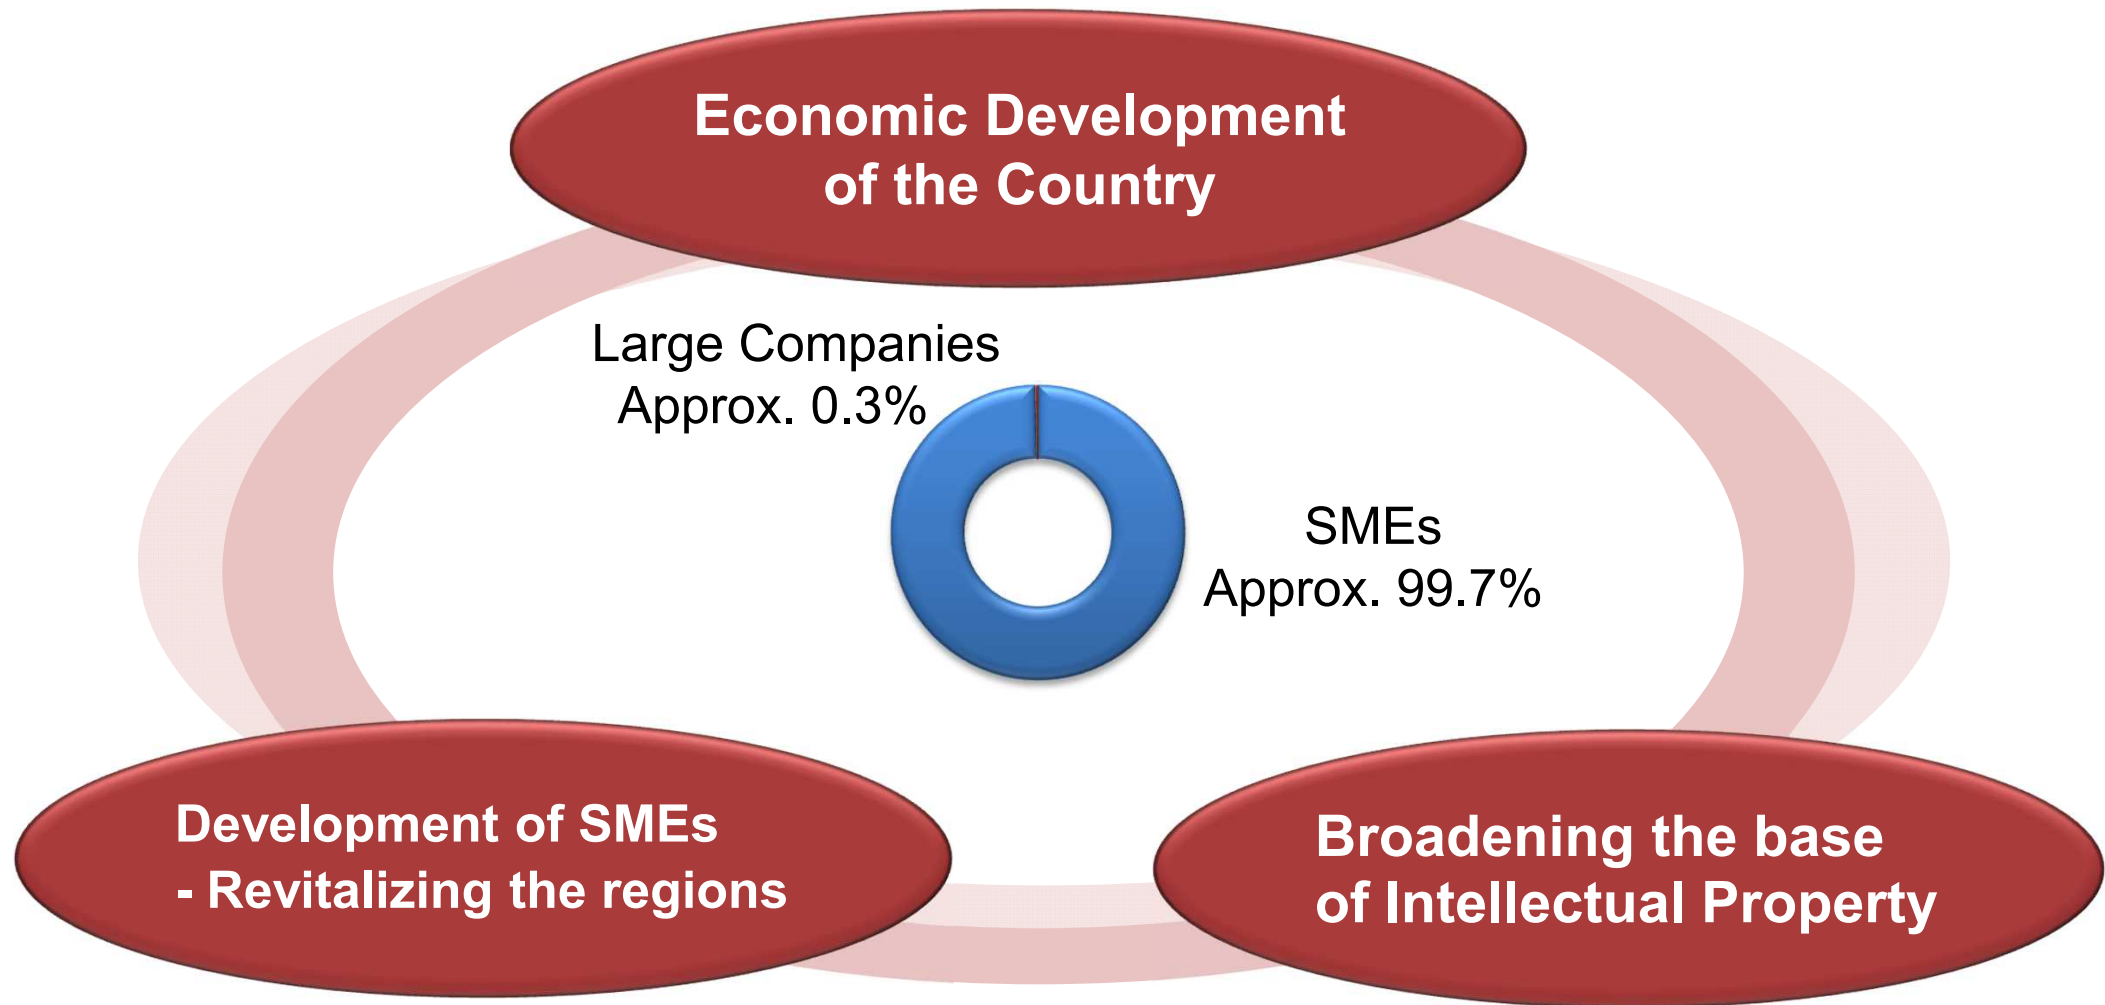 Economic Development
of the Country
Large Companies
Approx. 0.3%
SMEs
Approx. 99.7%
Development of SMEs
- Revitalizing the regions
Broadening the base
of Intellectual Property